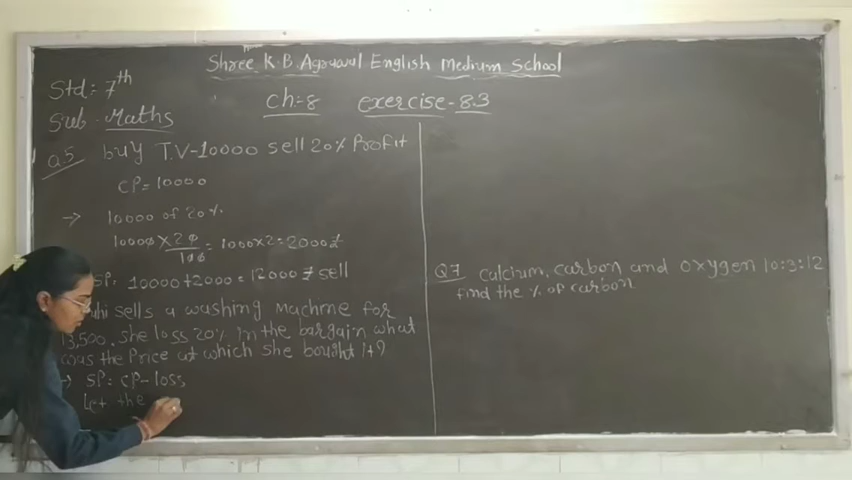 Shree K.B. Agrawal English Medium School
Std: 7th
Sub - Maths
ch:-8 exercise-8.3
Q.5 buy T.V-10000 sell 20% Profit
CP=10000
→ 10000 of 20%
10000 × 20/100 = 1000×2=2000₹
SP: 10000+2000=12000 ₹ sell
sells a washing machine for
13,500. she loss 20% in the bargain what
was the Price at which she bought it?
→ SP: CP-loss
Let the
Q7 calcium, carbon and oxygen 10:3:12
find the % of carbon